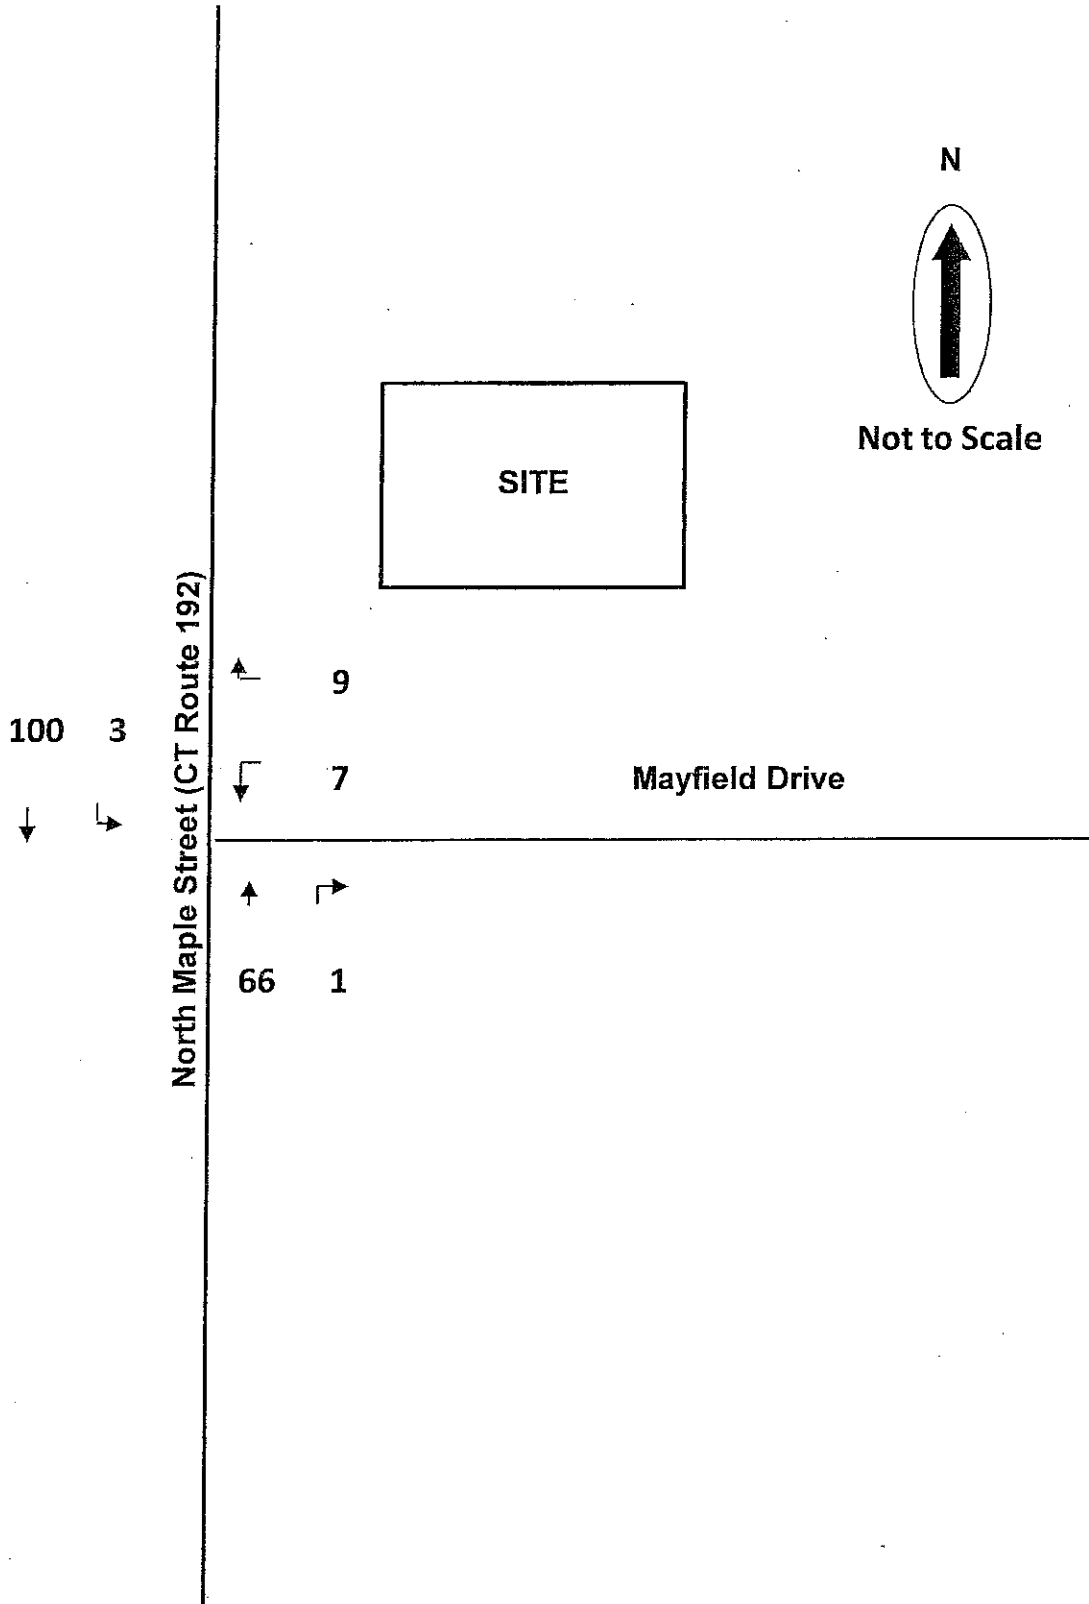 N
Not to Scale
SITE
North Maple Street (CT Route 192)
9
100 3
7
Mayfield Drive
66 1